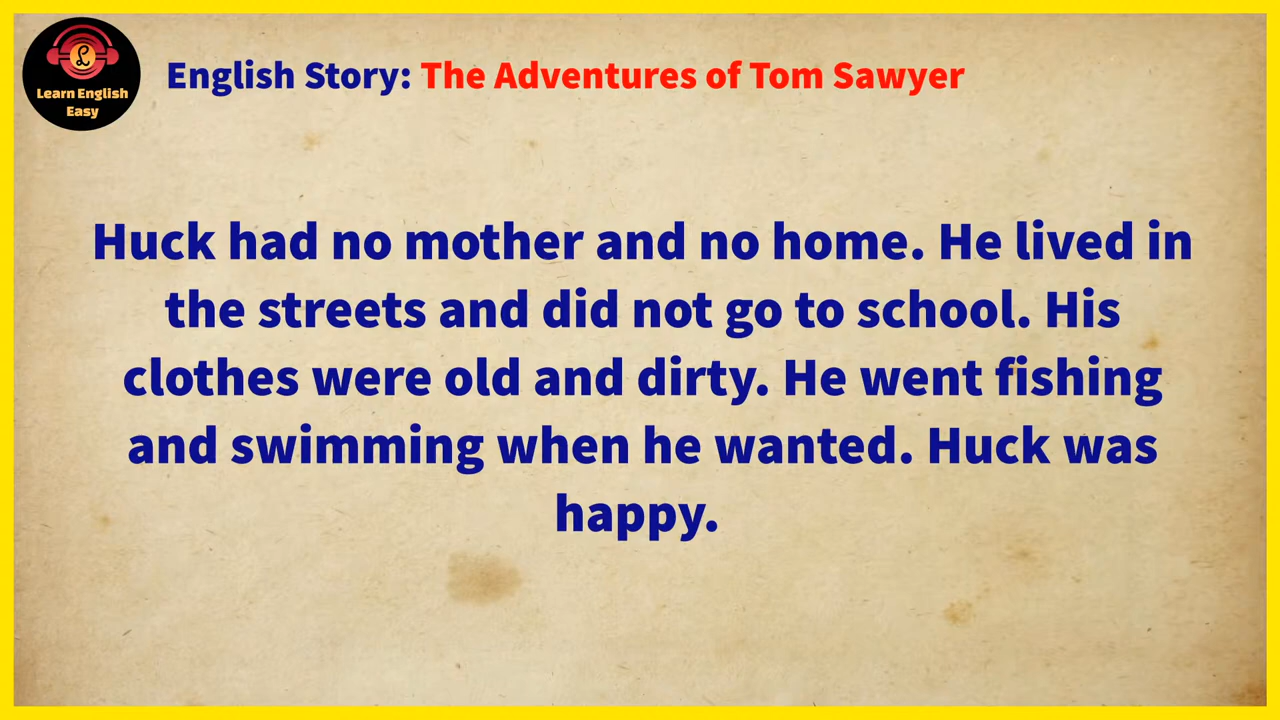 Learn English
Easy
English Story: The Adventures of Tom Sawyer
Huck had no mother and no home. He lived in
the streets and did not go to school. His
clothes were old and dirty. He went fishing
and swimming when he wanted. Huck was
happy.